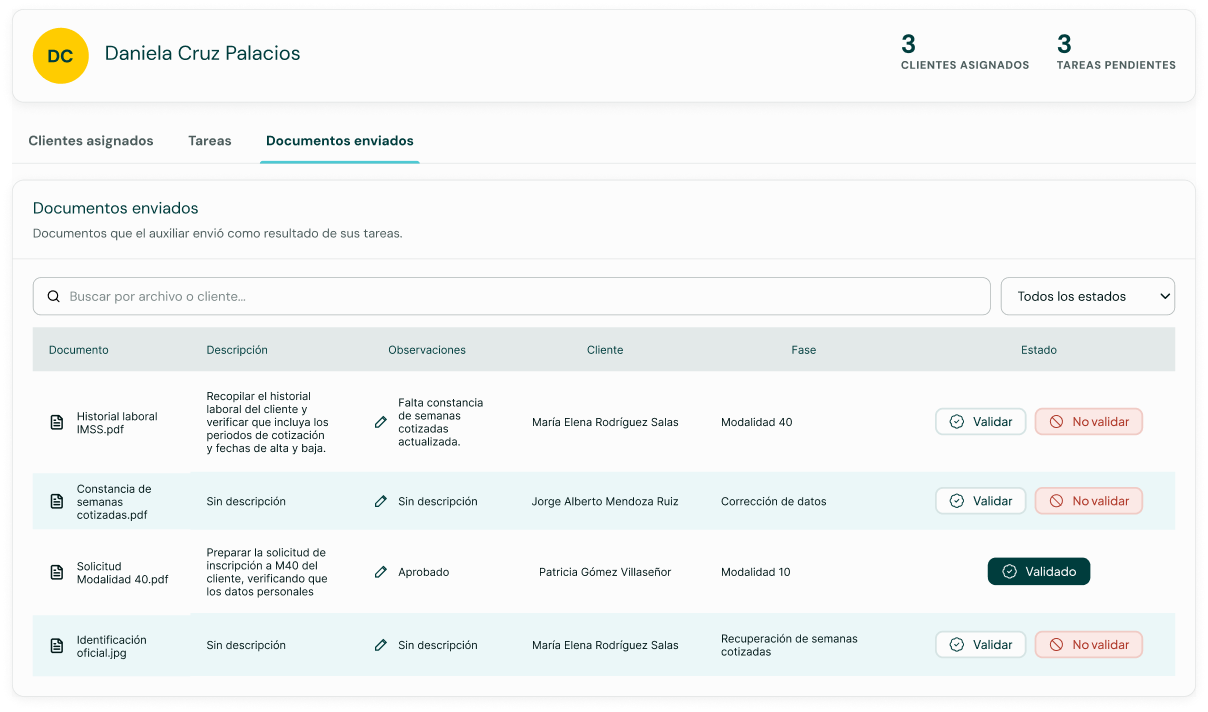 DC
Daniela Cruz Palacios
3
CLIENTES ASIGNADOS
3
TAREAS PENDIENTES
Clientes asignados
Tareas
Documentos enviados
Documentos enviados
Documentos que el auxiliar envió como resultado de sus tareas.
Buscar por archivo o cliente...
Todos los estados
Documento
Descripción
Observaciones
Cliente
Fase
Estado
Historial laboral
IMSS.pdf
Recopilar el historial
laboral del cliente y
verificar que incluya los
periodos de cotización
y fechas de alta y baja.
Falta constancia
de semanas
cotizadas
actualizada.
María Elena Rodríguez Salas
Modalidad 40
Validar
No validar
Constancia de
semanas
cotizadas.pdf
Sin descripción
Sin descripción
Jorge Alberto Mendoza Ruiz
Corrección de datos
Validar
No validar
Solicitud
Modalidad 40.pdf
Preparar la solicitud de
inscripción a M40 del
cliente, verificando que
los datos personales
Aprobado
Patricia Gómez Villaseñor
Modalidad 10
Validado
Identificación
oficial.jpg
Sin descripción
Sin descripción
María Elena Rodríguez Salas
Recuperación de semanas
cotizadas
Validar
No validar